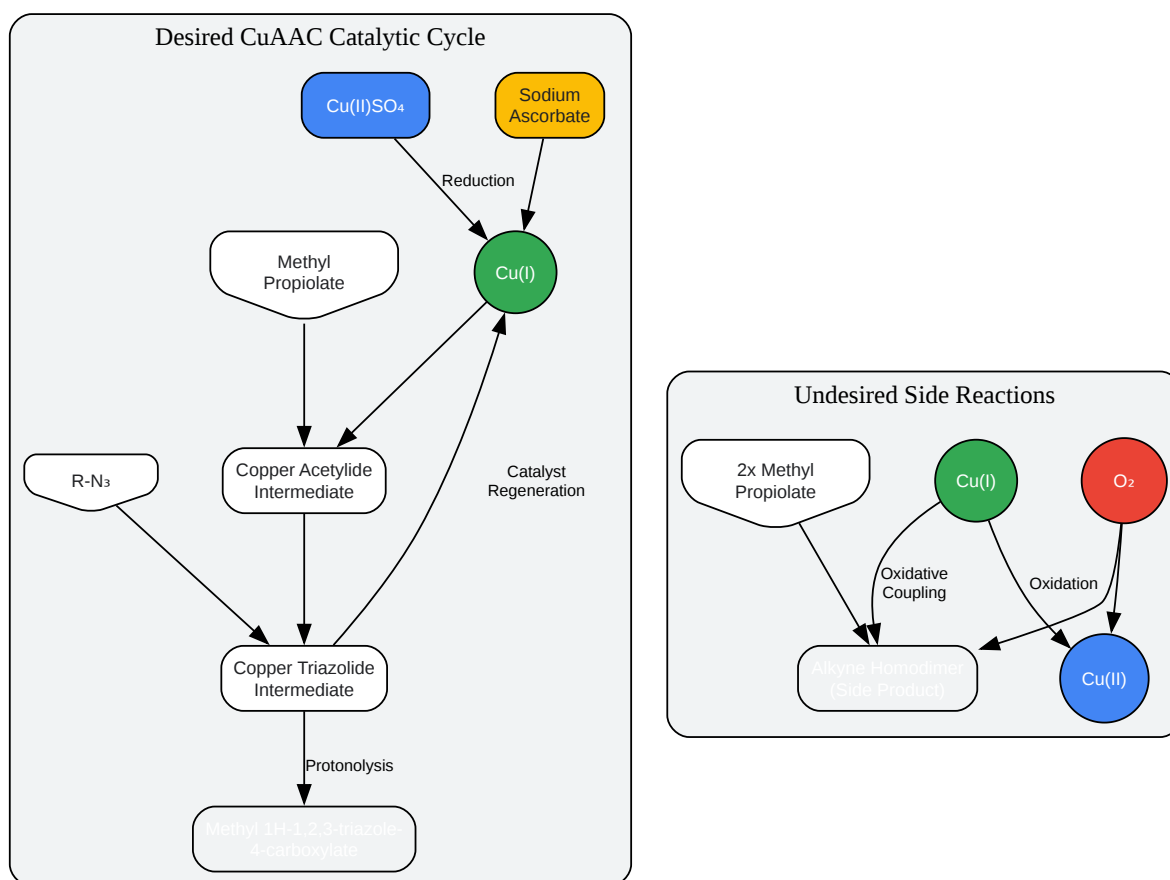 Desired CuAAC Catalytic Cycle
Cu(II)SO₄
Sodium
Ascorbate
Reduction
Methyl
Propiolate
Cu(I)
R-N₃
Copper Acetylide
Intermediate
Catalyst
Regeneration
Copper Triazolide
Intermediate
Protonolysis
Methyl 1H-1,2,3-triazole-
4-carboxylate
Undesired Side Reactions
2x Methyl
Propiolate
Cu(I)
O₂
Oxidative
Coupling
Oxidation
Alkyne Homodimer
(Side Product)
Cu(II)